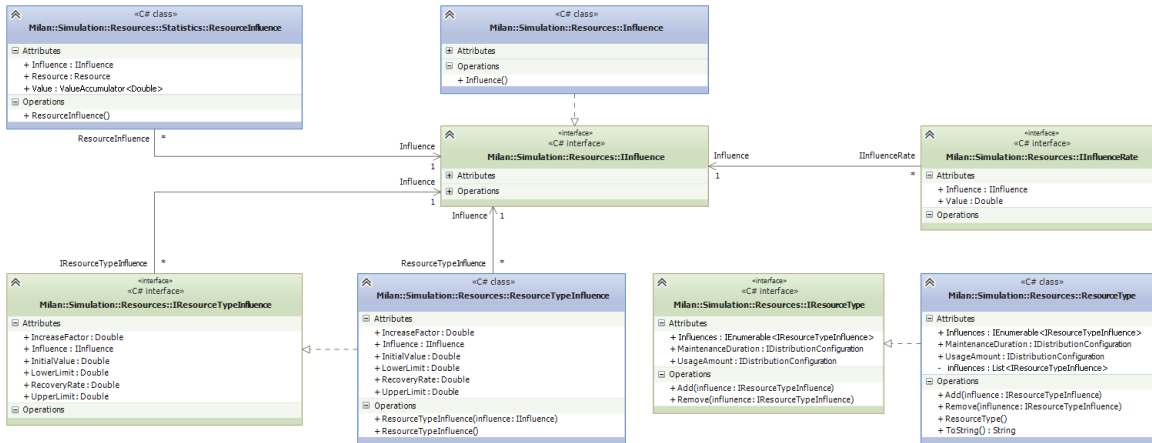 «C# class»
Milan::Simulation::Resources::Statistics::ResourceInfluence
Attributes
+ Influence : IInfluence
+ Resource : Resource
+ Value : ValueAccumulator<Double>
Operations
+ ResourceInfluence()
«C# class»
Milan::Simulation::Resources::Influence
Attributes
Operations
+ Influence()
ResourceInfluence *
Influence
1
«interface»
«C# interface»
Milan::Simulation::Resources::IInfluence
Attributes
Operations
Influence
1
IInfluenceRate
*
«interface»
«C# interface»
Milan::Simulation::Resources::IInfluenceRate
Attributes
+ Influence : IInfluence
+ Value : Double
Operations
Influence
1
Influence 1
IResourceTypeInfluence *
ResourceTypeInfluence *
«interface»
«C# interface»
Milan::Simulation::Resources::IResourceTypeInfluence
Attributes
+ IncreaseFactor : Double
+ Influence : IInfluence
+ InitialValue : Double
+ LowerLimit : Double
+ RecoveryRate : Double
+ UpperLimit : Double
Operations
«C# class»
Milan::Simulation::Resources::ResourceTypeInfluence
Attributes
+ IncreaseFactor : Double
+ Influence : IInfluence
+ InitialValue : Double
+ LowerLimit : Double
+ RecoveryRate : Double
+ UpperLimit : Double
Operations
+ ResourceTypeInfluence(influence : IInfluence)
+ ResourceTypeInfluence()
«interface»
«C# interface»
Milan::Simulation::Resources::IResourceType
Attributes
+ Influences : IEnumerable<IResourceTypeInfluence>
+ MaintenanceDuration : IDistributionConfiguration
+ UsageAmount : IDistributionConfiguration
Operations
+ Add(influence : IResourceTypeInfluence)
+ Remove(influnence : IResourceTypeInfluence)
«C# class»
Milan::Simulation::Resources::ResourceType
Attributes
+ Influences : IEnumerable<IResourceTypeInfluence>
+ MaintenanceDuration : IDistributionConfiguration
+ UsageAmount : IDistributionConfiguration
- influences : List<IResourceTypeInfluence>
Operations
+ Add(influence : IResourceTypeInfluence)
+ Remove(influnence : IResourceTypeInfluence)
+ ResourceType()
+ ToString() : String